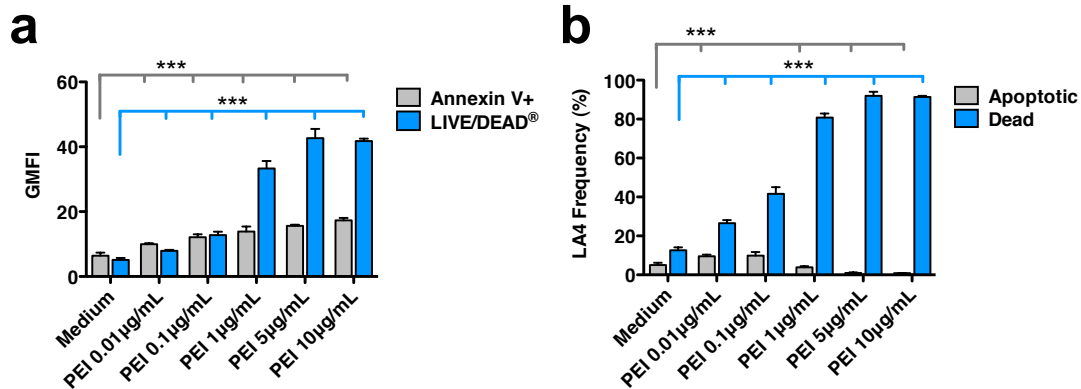 a
***
***
60
40
20
0
GMFI
Annexin V+
LIVE/DEAD®
Medium
PEI 0.01µg/mL
PEI 0.1µg/mL
PEI 1µg/mL
PEI 5µg/mL
PEI 10µg/mL
b
***
***
100
80
60
40
20
0
LA4 Frequency (%)
Apoptotic
Dead
Medium
PEI 0.01µg/mL
PEI 0.1µg/mL
PEI 1µg/mL
PEI 5µg/mL
PEI 10µg/mL